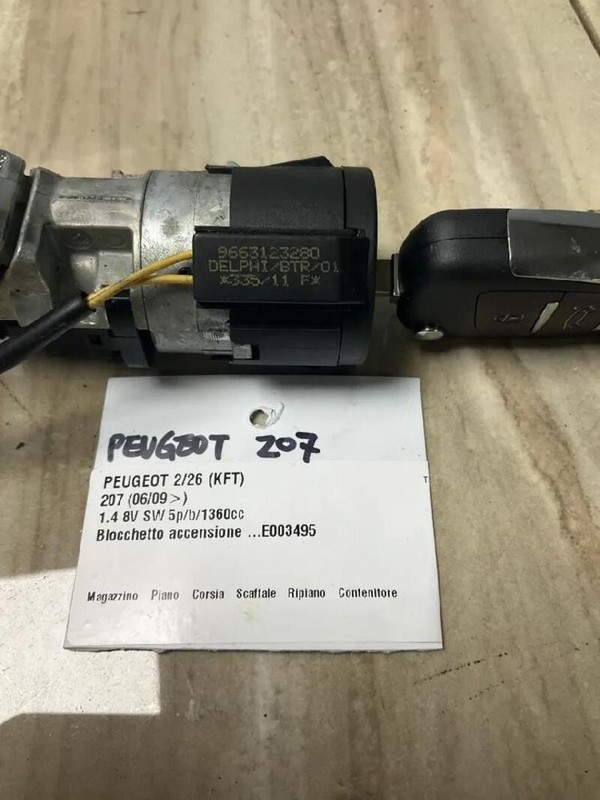 9663123280
DELPHI/BTR/01
*335/11 F*
PEUGEOT 207
PEUGEOT 2/26 (KFT)
207 (06/09>)
1.4 8V SW 5p/b/1360cc
Blocchetto accensione ...E003495
Magazzino Piano Corsia Scaffale Ripiano Contenitore